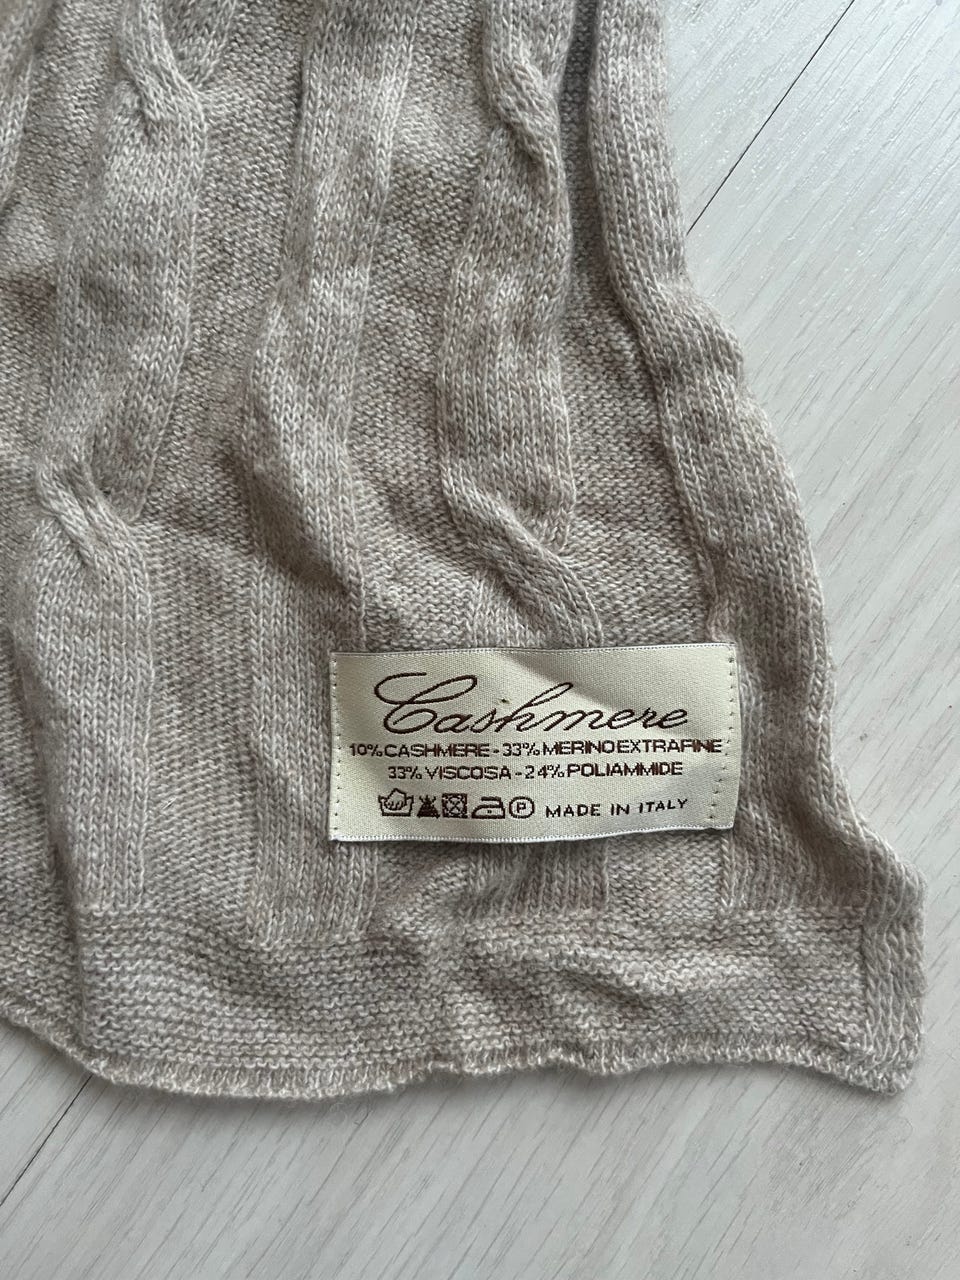 Cashmere
10% CASHMERE - 33% MERINO EXTRAFINE
33% VISCOSA - 24% POLIAMMIDE
P MADE IN ITALY